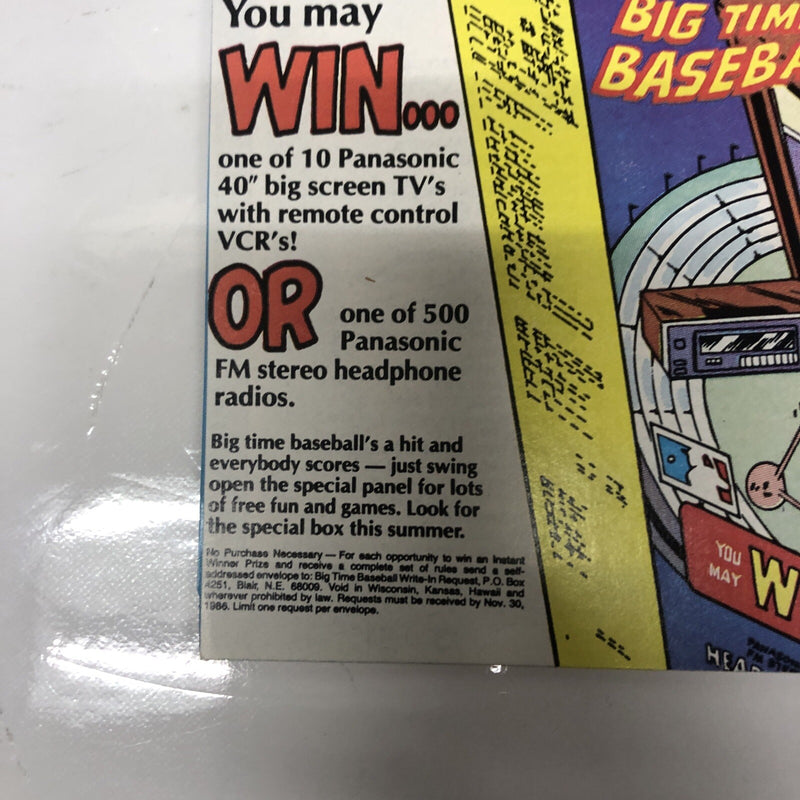 You may
WIN...
one of 10 Panasonic
40" big screen TV's
with remote control
VCR's!
OR one of 500
Panasonic
FM stereo headphone
radios.
Big time baseball's a hit and
everybody scores — just swing
open the special panel for lots
of free fun and games. Look for
the special box this summer.
No Purchase Necessary — For each opportunity to win an Instant
Winner Prize and receive a complete set of rules send a self-
addressed envelope to: Big Time Baseball Write-In Request, P.O. Box
4251, Blair, N.E. 68009. Void in Wisconsin, Kansas, Hawaii and
wherever prohibited by law. Requests must be received by Nov. 30,
1986. Limit one request per envelope.
BIG TIM
BASEBA
YOU
MAY W
HEAD